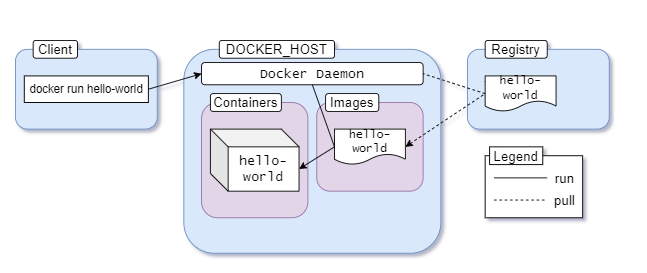 Client
DOCKER_HOST
Registry
docker run hello-world
Docker Daemon
hello-
world
Containers
Images
hello-
world
hello-
world
Legend
run
pull